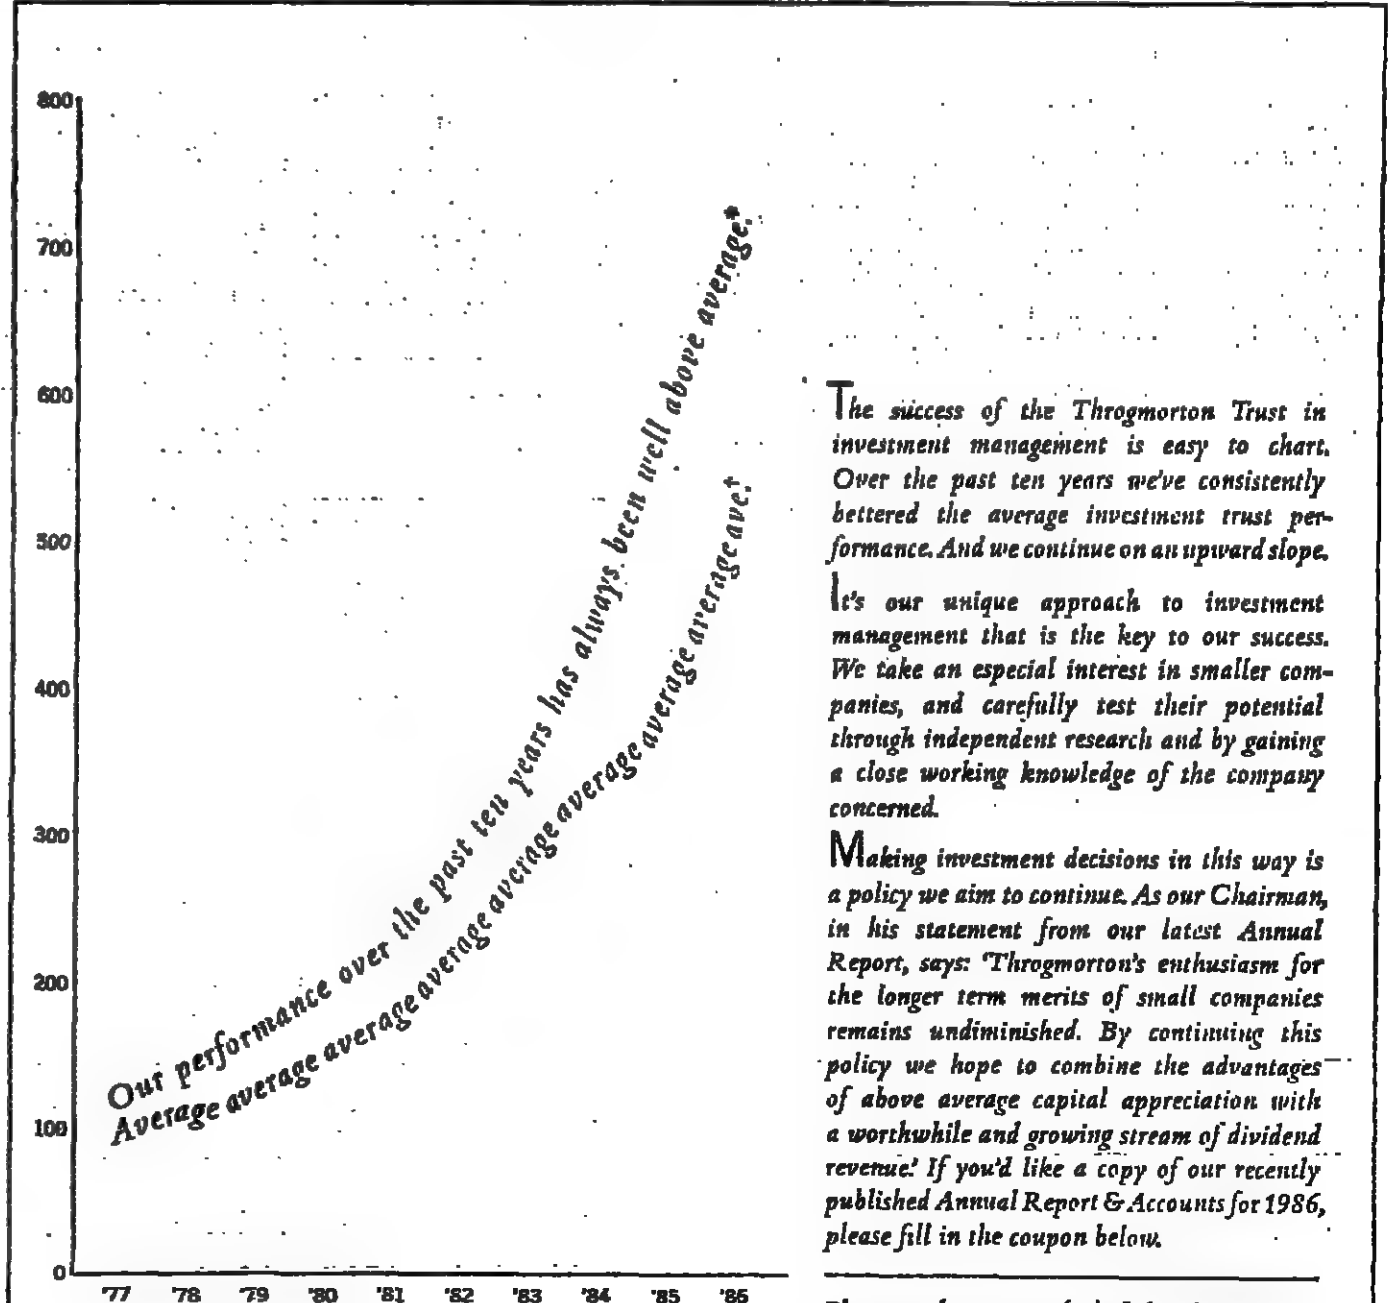 800
700
600
500
400
300
200
100
0
'77 '78 '79 '80 '81 '82 '83 '84 '85 '86
Our performance over the past ten years has always been well above average.*
Average average average average average average average average average average ave.†
The success of the Throgmorton Trust in
investment management is easy to chart.
Over the past ten years we've consistently
bettered the average investment trust per-
formance. And we continue on an upward slope.
It's our unique approach to investment
management that is the key to our success.
We take an especial interest in smaller com-
panies, and carefully test their potential
through independent research and by gaining
a close working knowledge of the company
concerned.
Making investment decisions in this way is
a policy we aim to continue. As our Chairman,
in his statement from our latest Annual
Report, says: 'Throgmorton's enthusiasm for
the longer term merits of small companies
remains undiminished. By continuing this
policy we hope to combine the advantages
of above average capital appreciation with
a worthwhile and growing stream of dividend
revenue.' If you'd like a copy of our recently
published Annual Report & Accounts for 1986,
please fill in the coupon below.